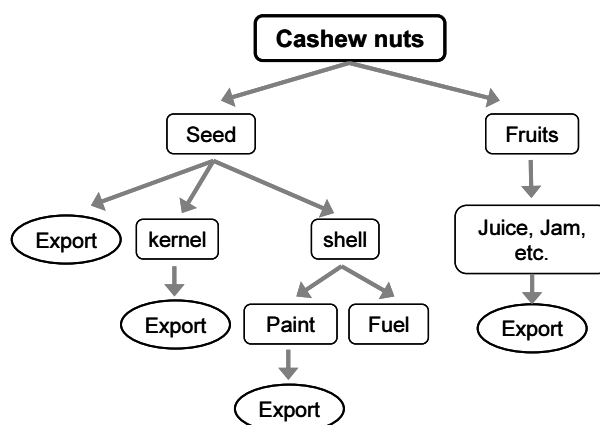 Cashew nuts
Seed
Fruits
Export
kernel
shell
Juice, Jam,
etc.
Export
Paint
Fuel
Export
Export